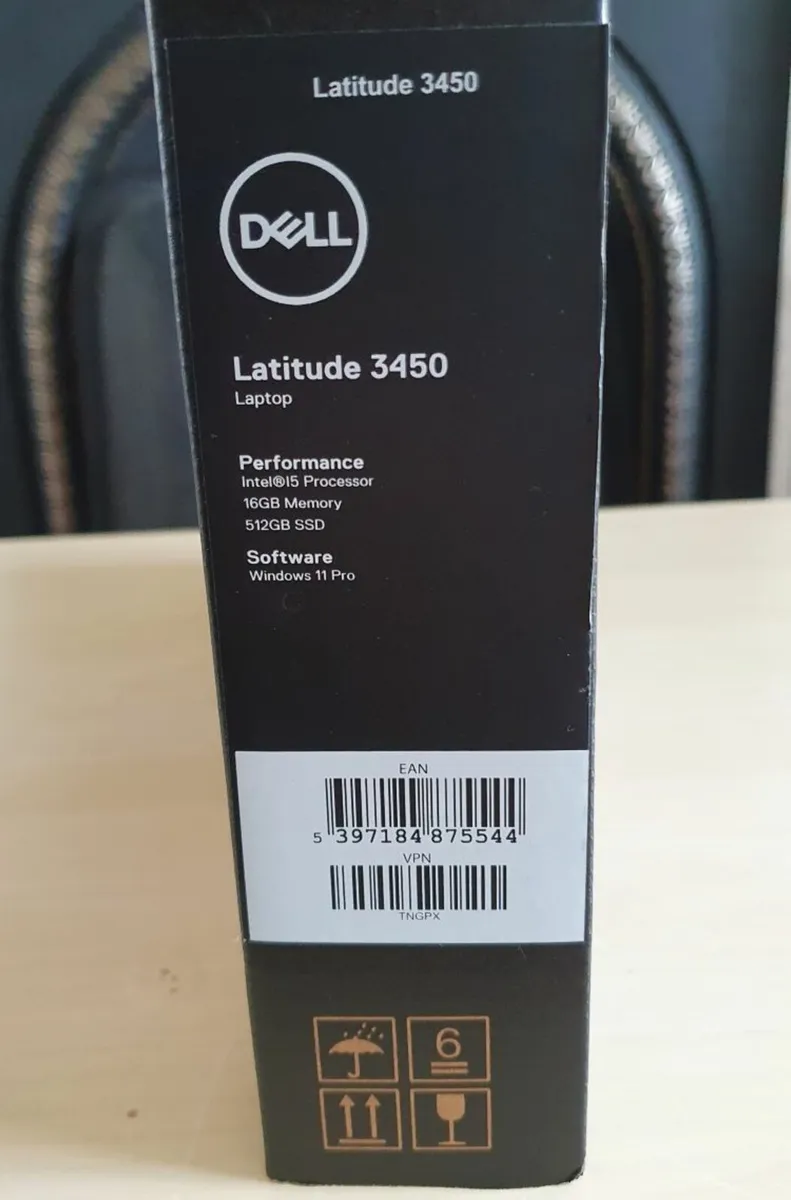 Latitude 3450
DELL
Latitude 3450
Laptop
Performance
Intel®I5 Processor
16GB Memory
512GB SSD
Software
Windows 11 Pro
EAN
5 397184 875544
VPN
TNGPX
6